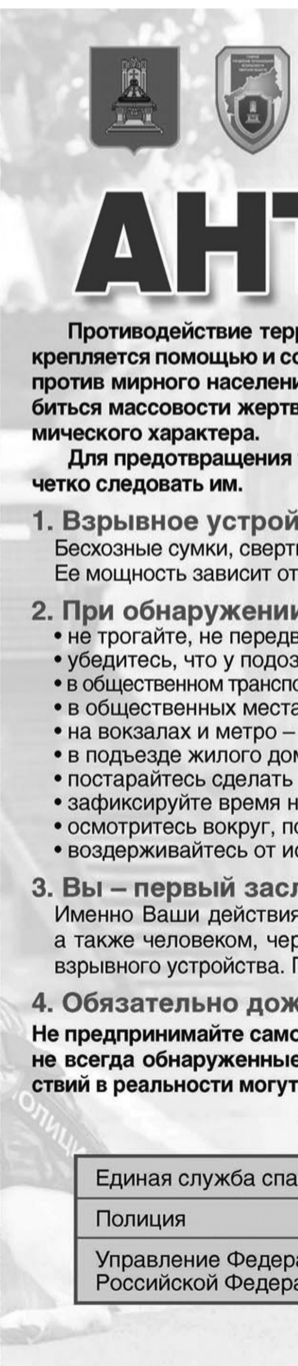 АНТ
Противодействие терр
крепляется помощью и со
против мирного населени
биться массовости жертв
мического характера.
Для предотвращения
четко следовать им.
1. Взрывное устрой
Бесхозные сумки, сверт
Ее мощность зависит от
2. При обнаружении
• не трогайте, не передв
• убедитесь, что у подоз
• в общественном транспо
• в общественных места
• на вокзалах и метро –
• в подъезде жилого дом
• постарайтесь сделать
• зафиксируйте время н
• осмотритесь вокруг, по
• воздерживайтесь от ис
3. Вы – первый засл
Именно Ваши действия
а также человеком, чер
взрывного устройства. П
4. Обязательно дож
Не предпринимайте само
не всегда обнаруженные
ствий в реальности могут
ПОЛИЦИ
Единая служба спа
Полиция
Управление Федера
Российской Федера